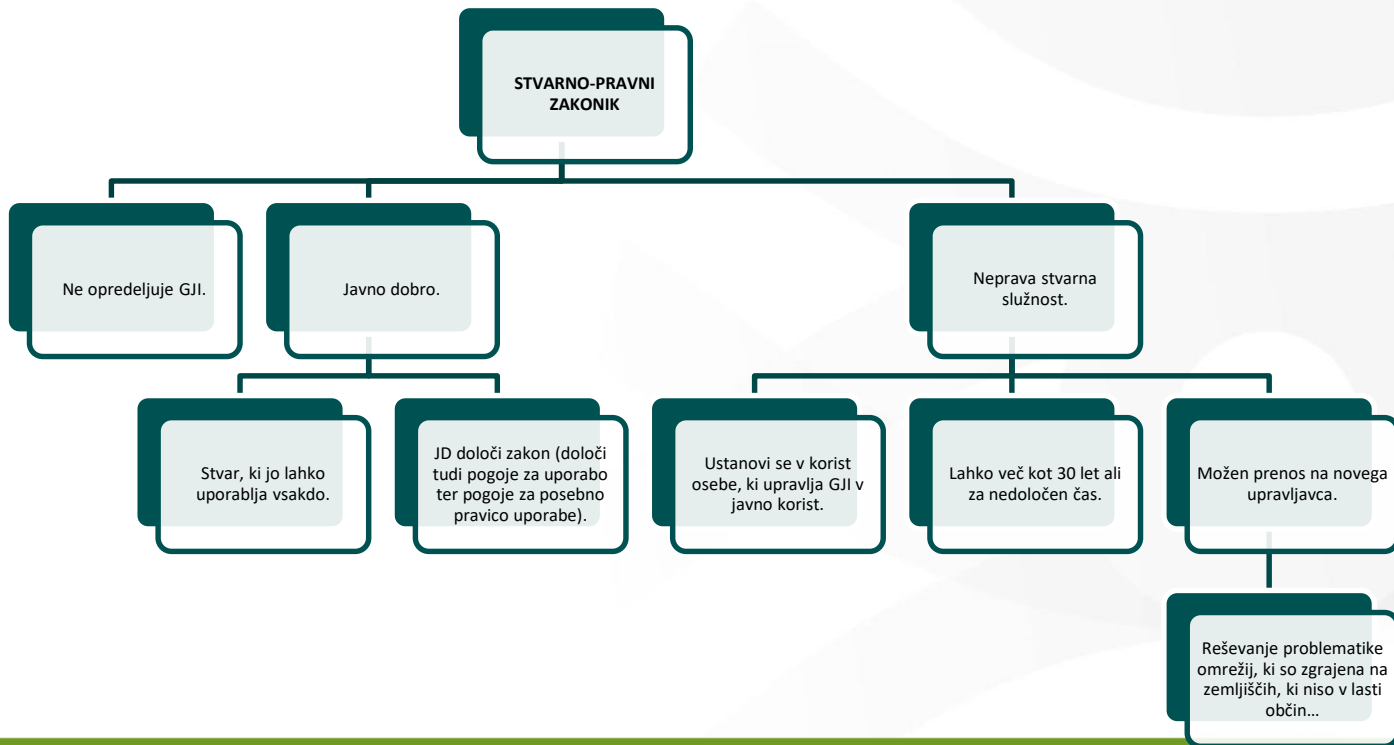 STVARNO-PRAVNI
ZAKONIK
Ne opredeljuje GJI.
Javno dobro.
Neprava stvarna
služnost.
Stvar, ki jo lahko
uporablja vsakdo.
JD določi zakon (določi
tudi pogoje za uporabo
ter pogoje za posebno
pravico uporabe).
Ustanovi se v korist
osebe, ki upravlja GJI v
javno korist.
Lahko več kot 30 let ali
za nedoločen čas.
Možen prenos na novega
upravljavca.
Reševanje problematike
omrežij, ki so zgrajena na
zemljiščih, ki niso v lasti
občin…